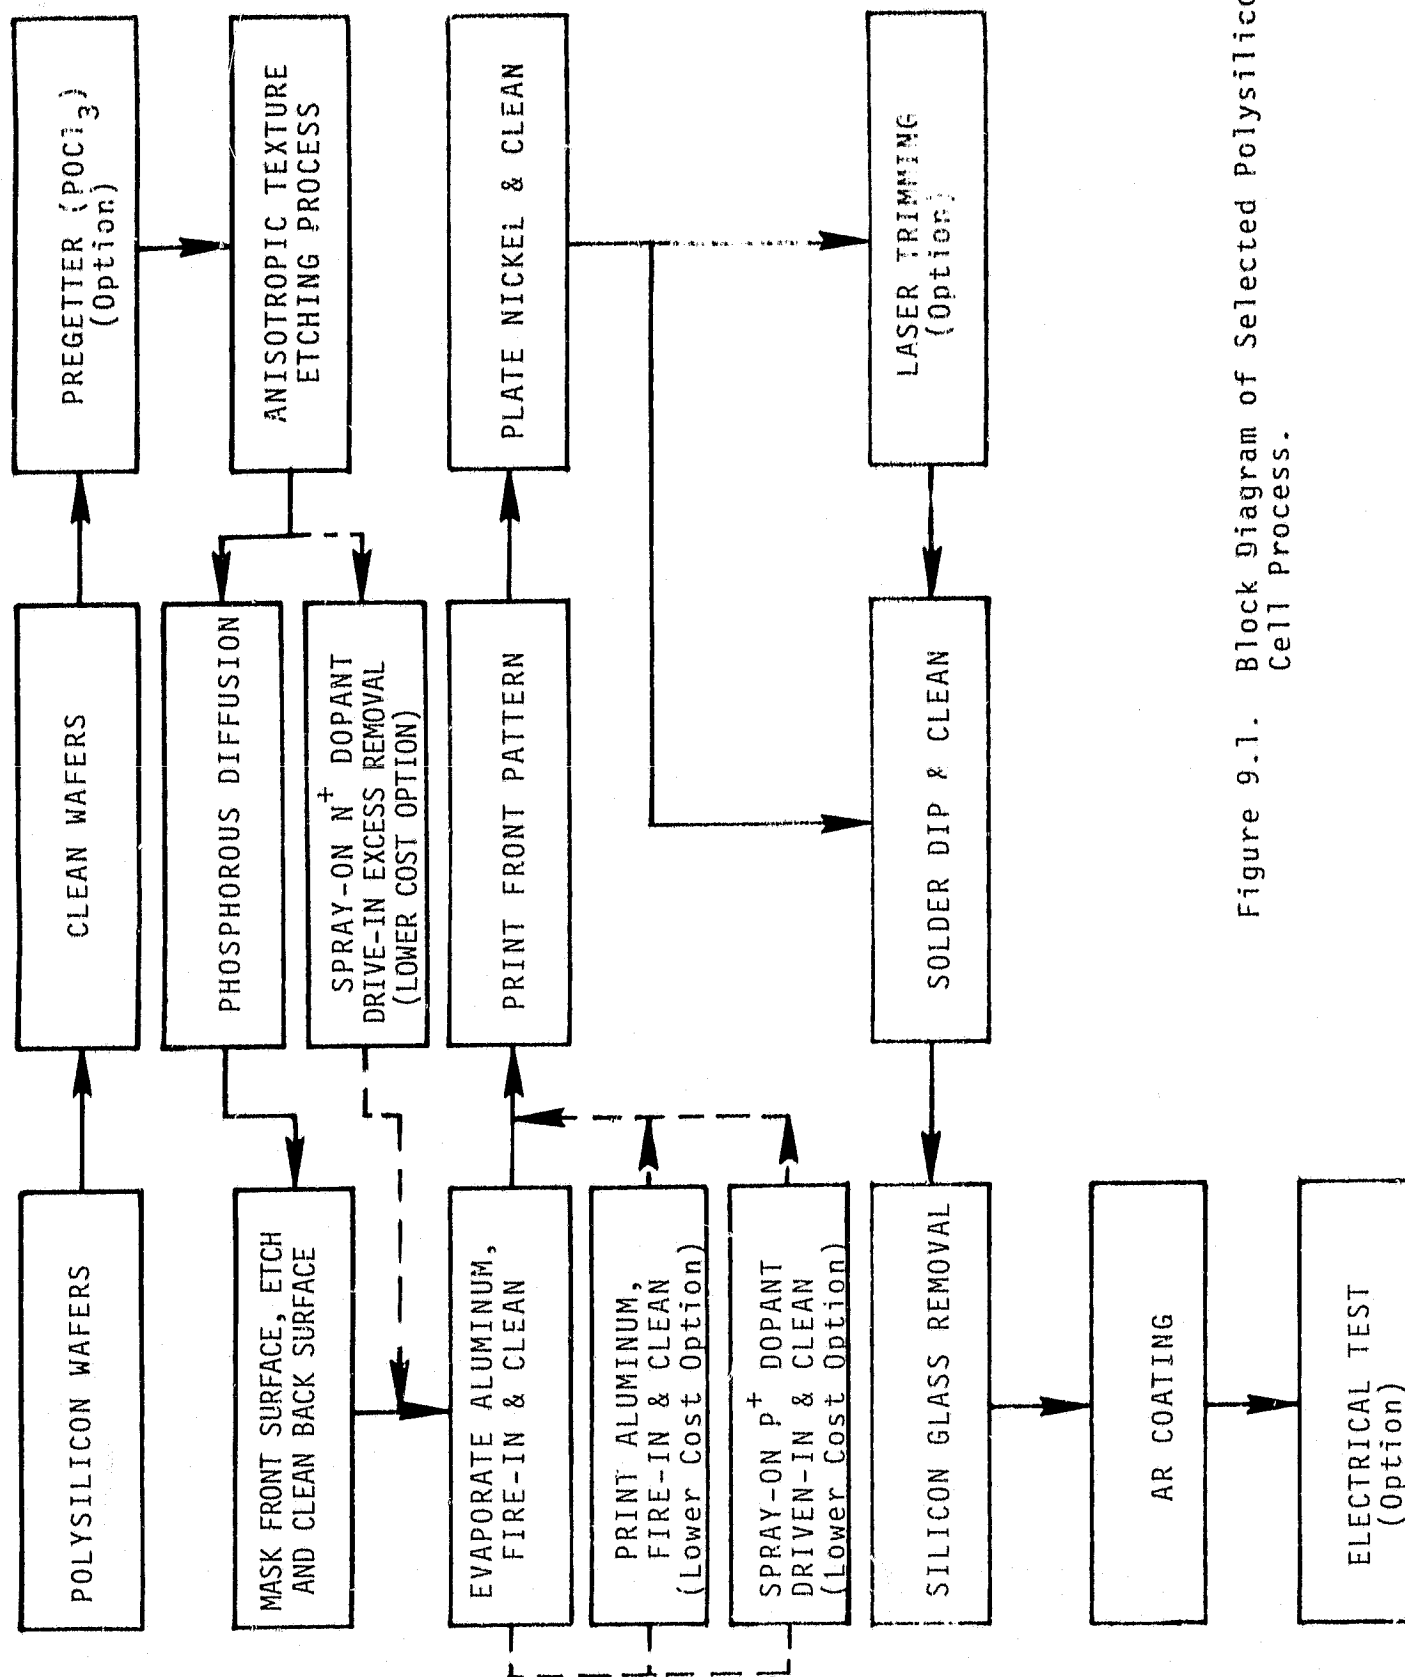 POLYSILICON WAFERS
CLEAN WAFERS
PREGETTER (POCl3)
(Option)
ANISOTROPIC TEXTURE
ETCHING PROCESS
PHOSPHOROUS DIFFUSION
SPRAY-ON N+ DOPANT
DRIVE-IN EXCESS REMOVAL
(LOWER COST OPTION)
MASK FRONT SURFACE, ETCH
AND CLEAN BACK SURFACE
EVAPORATE ALUMINUM,
FIRE-IN & CLEAN
PRINT ALUMINUM,
FIRE-IN & CLEAN
(Lower Cost Option)
SPRAY-ON P+ DOPANT
DRIVEN-IN & CLEAN
(Lower Cost Option)
PRINT FRONT PATTERN
PLATE NICKEL & CLEAN
LASER TRIMMING
(Option)
SOLDER DIP & CLEAN
SILICON GLASS REMOVAL
AR COATING
ELECTRICAL TEST
(Option)
Figure 9.1. Block Diagram of Selected
Cell Process.